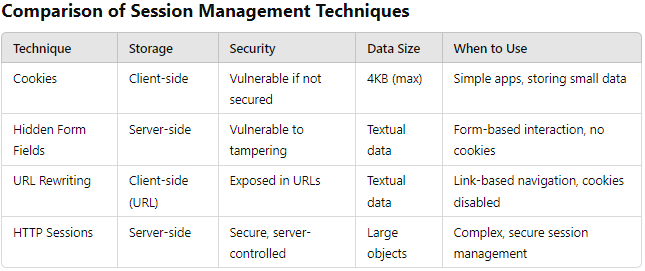 Comparison of Session Management Techniques
Technique Storage Security Data Size When to Use
Cookies Client-side Vulnerable if not 4KB (max) Simple apps, storing small data
secured
Hidden Form Server-side Vulnerable to Textual Form-based interaction, no
Fields tampering data cookies
URL Rewriting Client-side Exposed in URLs Textual Link-based navigation, cookies
(URL) data disabled
HTTP Sessions Server-side Secure, server- Large Complex, secure session
controlled objects management